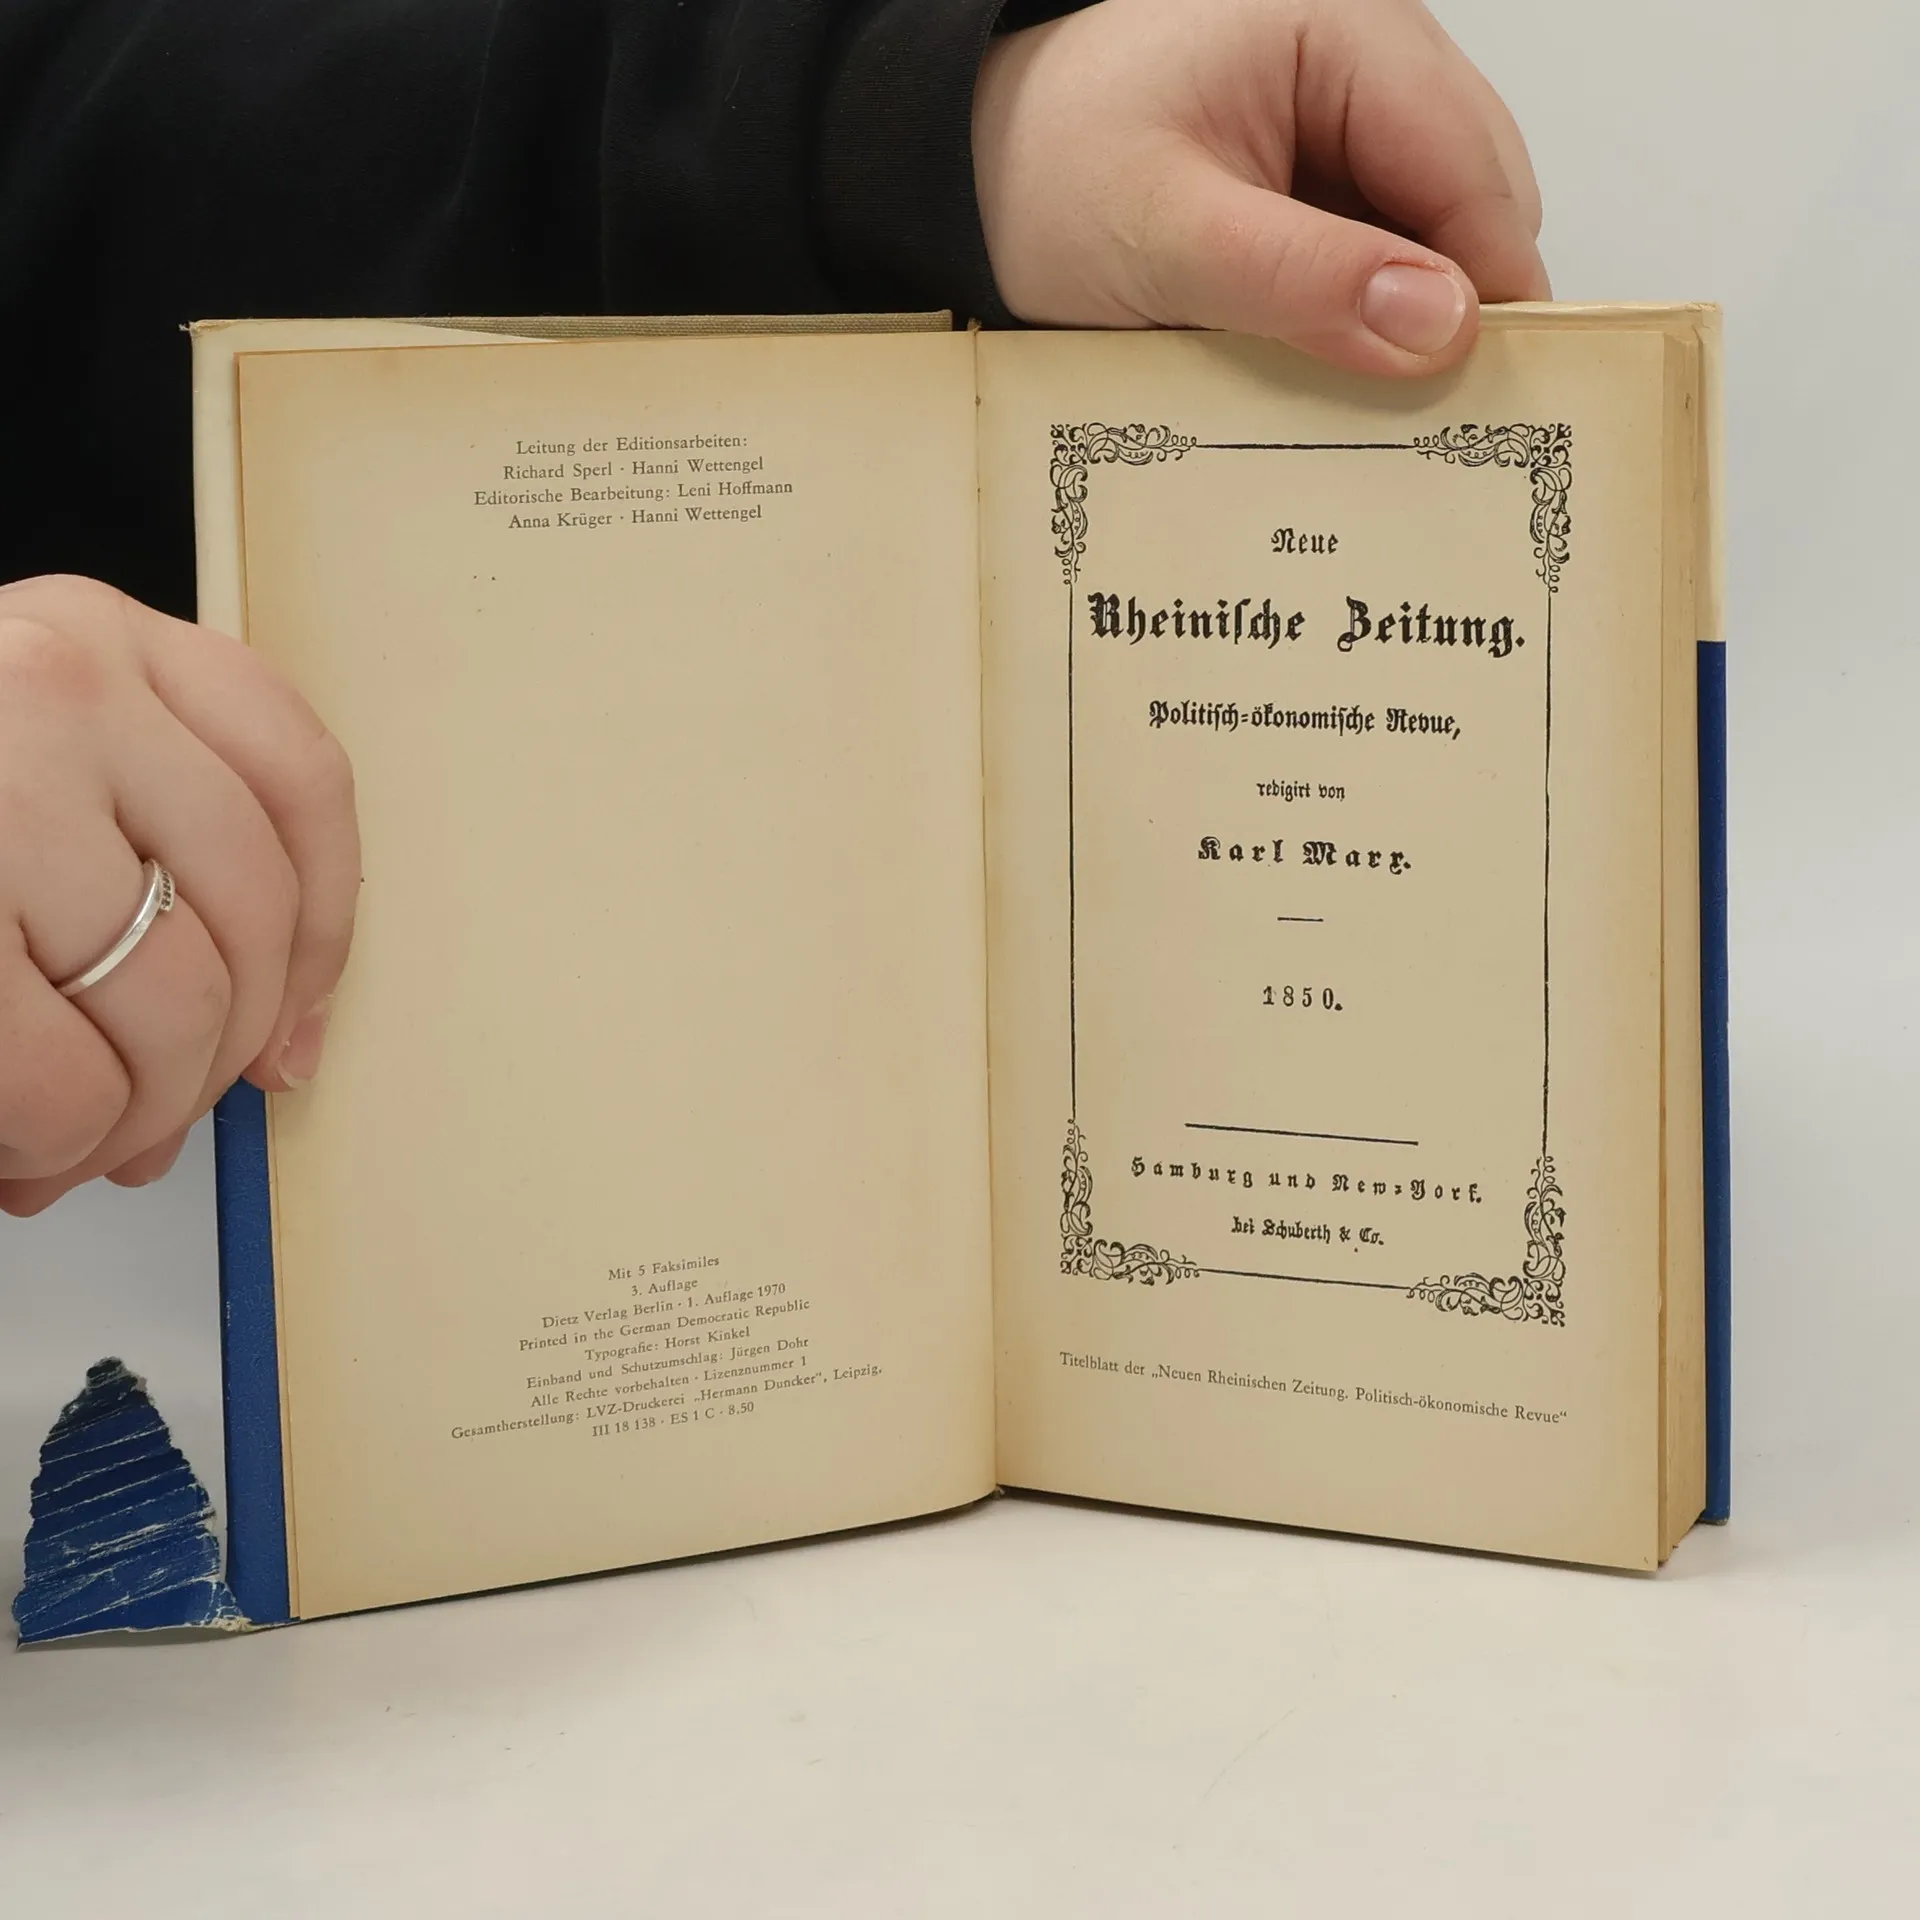 Leitung der Editionsarbeiten:
Richard Sperl · Hanni Wettengel
Editorische Bearbeitung: Leni Hoffmann
Anna Krüger · Hanni Wettengel
Mit 5 Faksimiles
3. Auflage
Dietz Verlag Berlin · 1. Auflage 1970
Printed in the German Democratic Republic
Typografie: Horst Kinkel
Einband und Schutzumschlag: Jürgen Dohr
Alle Rechte vorbehalten · Lizenznummer 1
Gesamtherstellung: LVZ-Druckerei „Hermann Duncker“, Leipzig,
III 18 138 · ES 1 C · 8,50
Neue
Rheiniſche Zeitung.
Politiſch-ökonomiſche Revue,
redigirt von
Karl Marx.
1850.
Hamburg und New-York.
bei Schuberth & Co.
Titelblatt der „Neuen Rheinischen Zeitung. Politisch-ökonomische Revue“